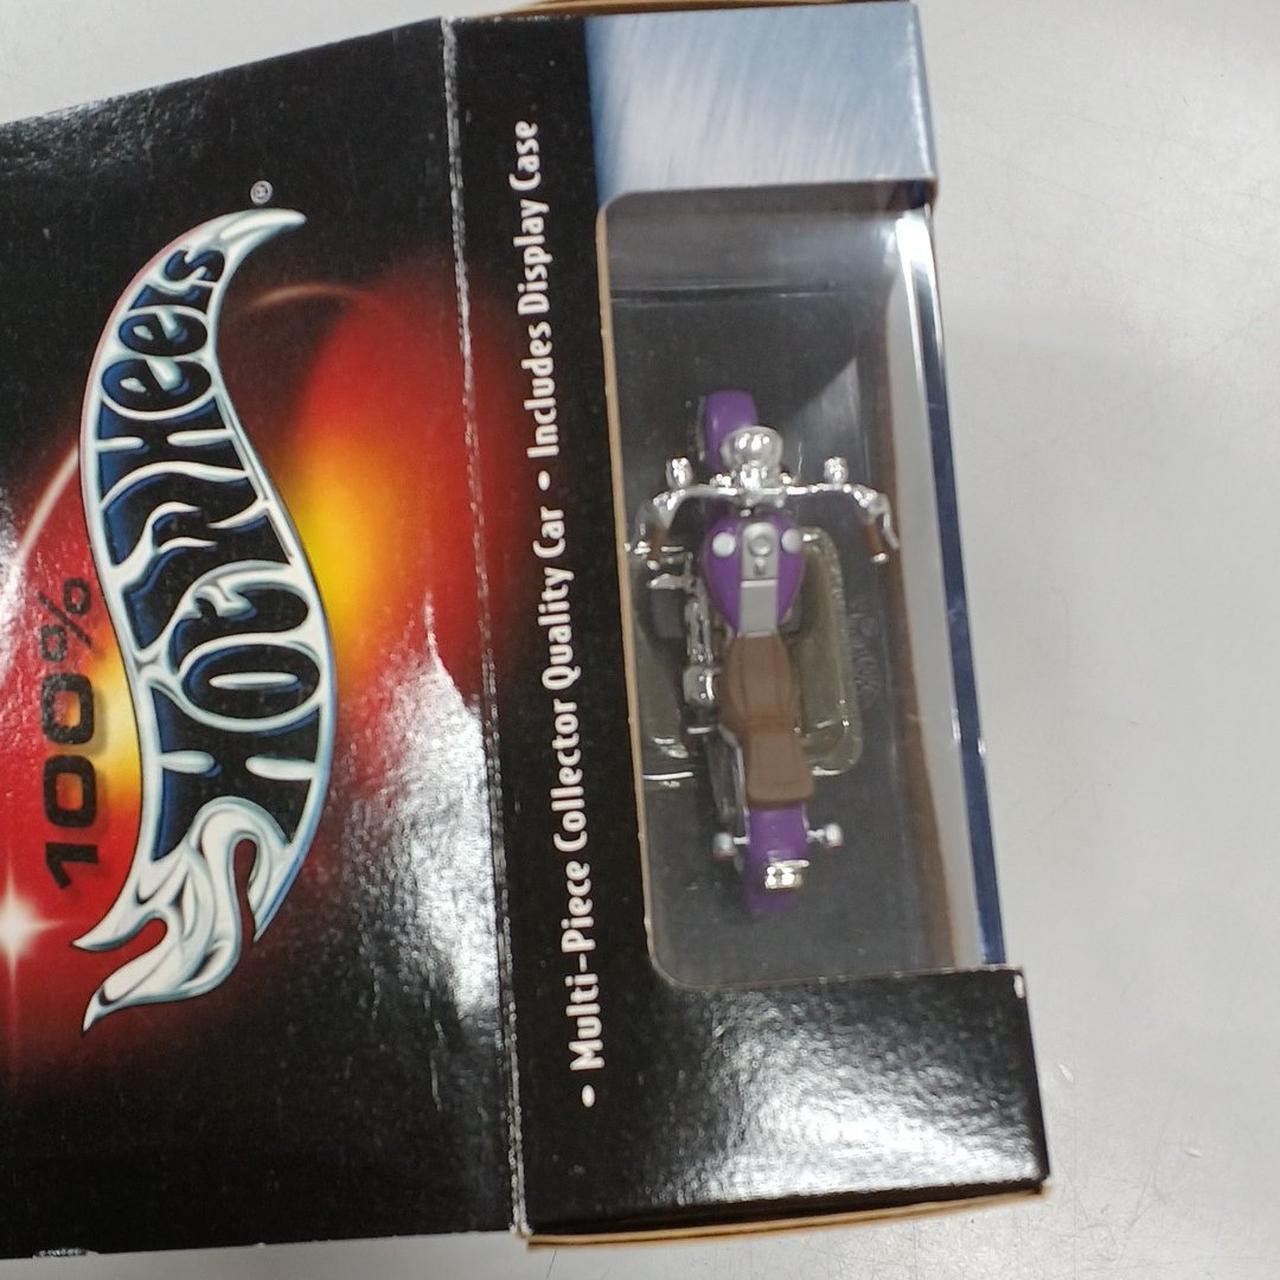 100%
Hot Wheels®
• Multi-Piece Collector Quality Car • Includes Display Case